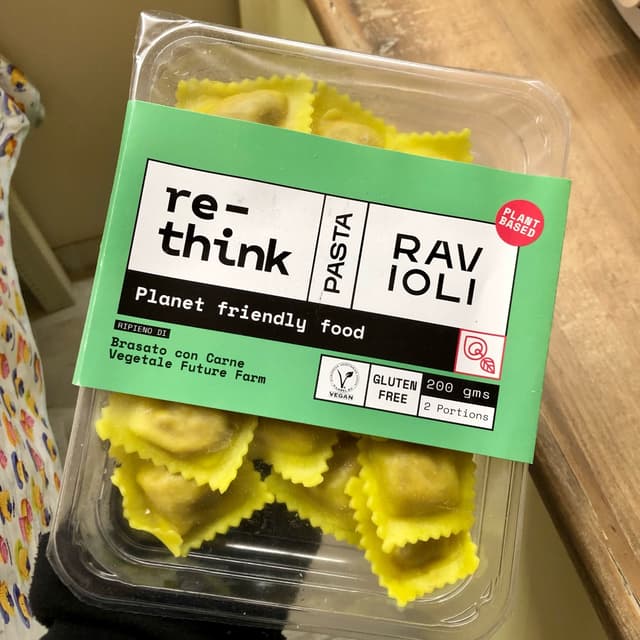 re-
think
PASTA
RAV
IOLI
PLANT
BASED
Planet friendly food
RIPIENO DI
Brasato con Carne
Vegetale Future Farm
VEGAN
GLUTEN
FREE
200 gms
2 Portions